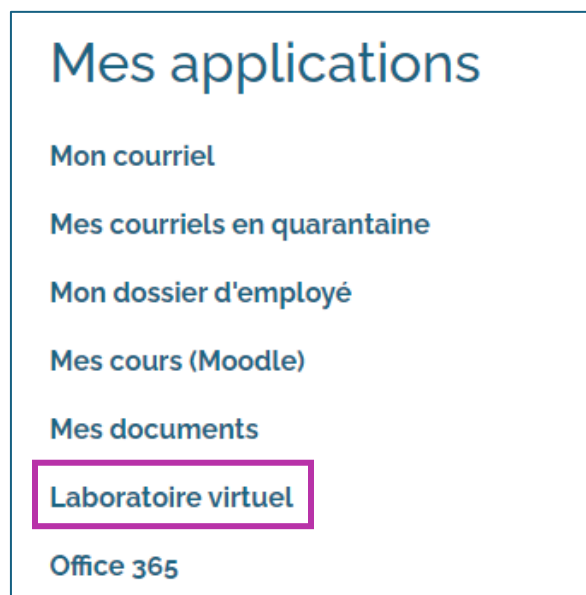 Mes applications
Mon courriel
Mes courriels en quarantaine
Mon dossier d'employé
Mes cours (Moodle)
Mes documents
Laboratoire virtuel
Office 365